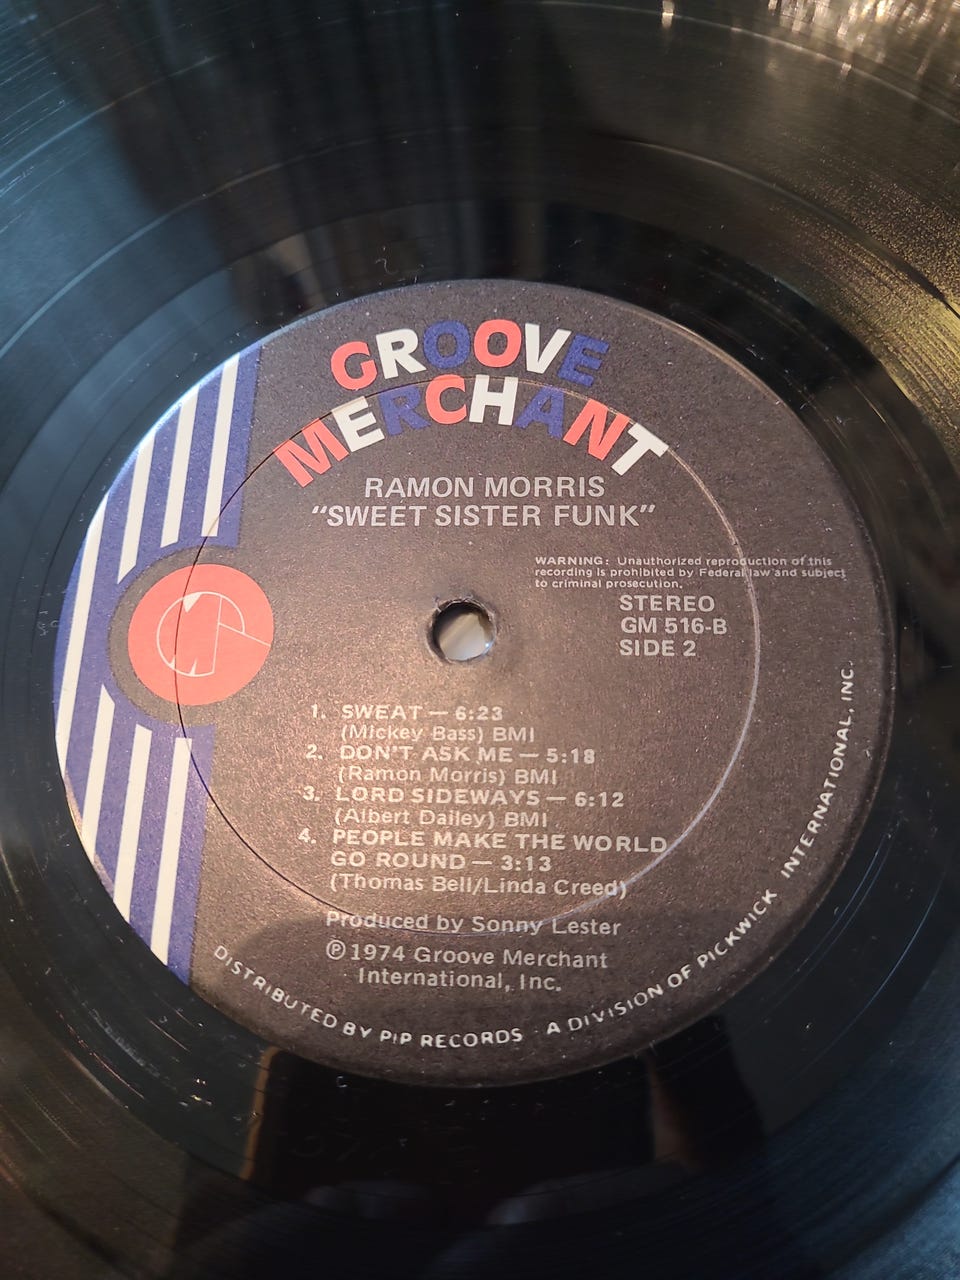 GROOVE
MERCHANT
RAMON MORRIS
"SWEET SISTER FUNK"
WARNING: Unauthorized reproduction of this
recording is prohibited by Federal law and subject
to criminal prosecution.
STEREO
GM 516-B
SIDE 2
1. SWEAT — 6:23
(Mickey Bass) BMI
2. DON'T ASK ME — 5:18
(Ramon Morris) BMI
3. LORD SIDEWAYS — 6:12
(Albert Dailey) BMI
4. PEOPLE MAKE THE WORLD
GO ROUND — 3:13
(Thomas Bell/Linda Creed)
Produced by Sonny Lester
℗ 1974 Groove Merchant
International, Inc.
DISTRIBUTED BY PIP RECORDS · A DIVISION OF PICKWICK INTERNATIONAL, INC.